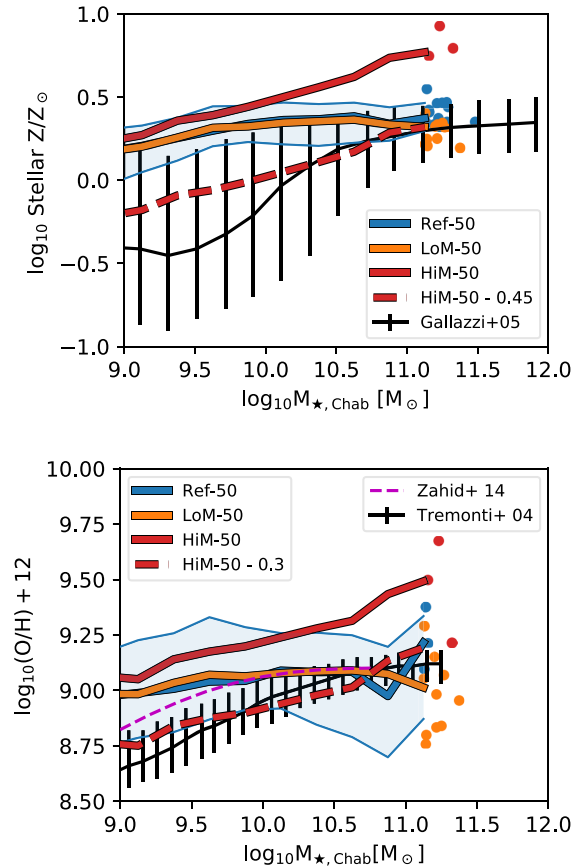 1.0
0.5
0.0
−0.5
−1.0
log₁₀ Stellar Z/Z⊙
Ref-50
LoM-50
HiM-50
HiM-50 - 0.45
Gallazzi+05
9.0 9.5 10.0 10.5 11.0 11.5 12.0
log₁₀M★,Chab [M⊙]
10.00
9.75
9.50
9.25
9.00
8.75
8.50
log₁₀(O/H) + 12
Ref-50
LoM-50
HiM-50
HiM-50 - 0.3
Zahid+ 14
Tremonti+ 04
9.0 9.5 10.0 10.5 11.0 11.5 12.0
log₁₀M★,Chab[M⊙]